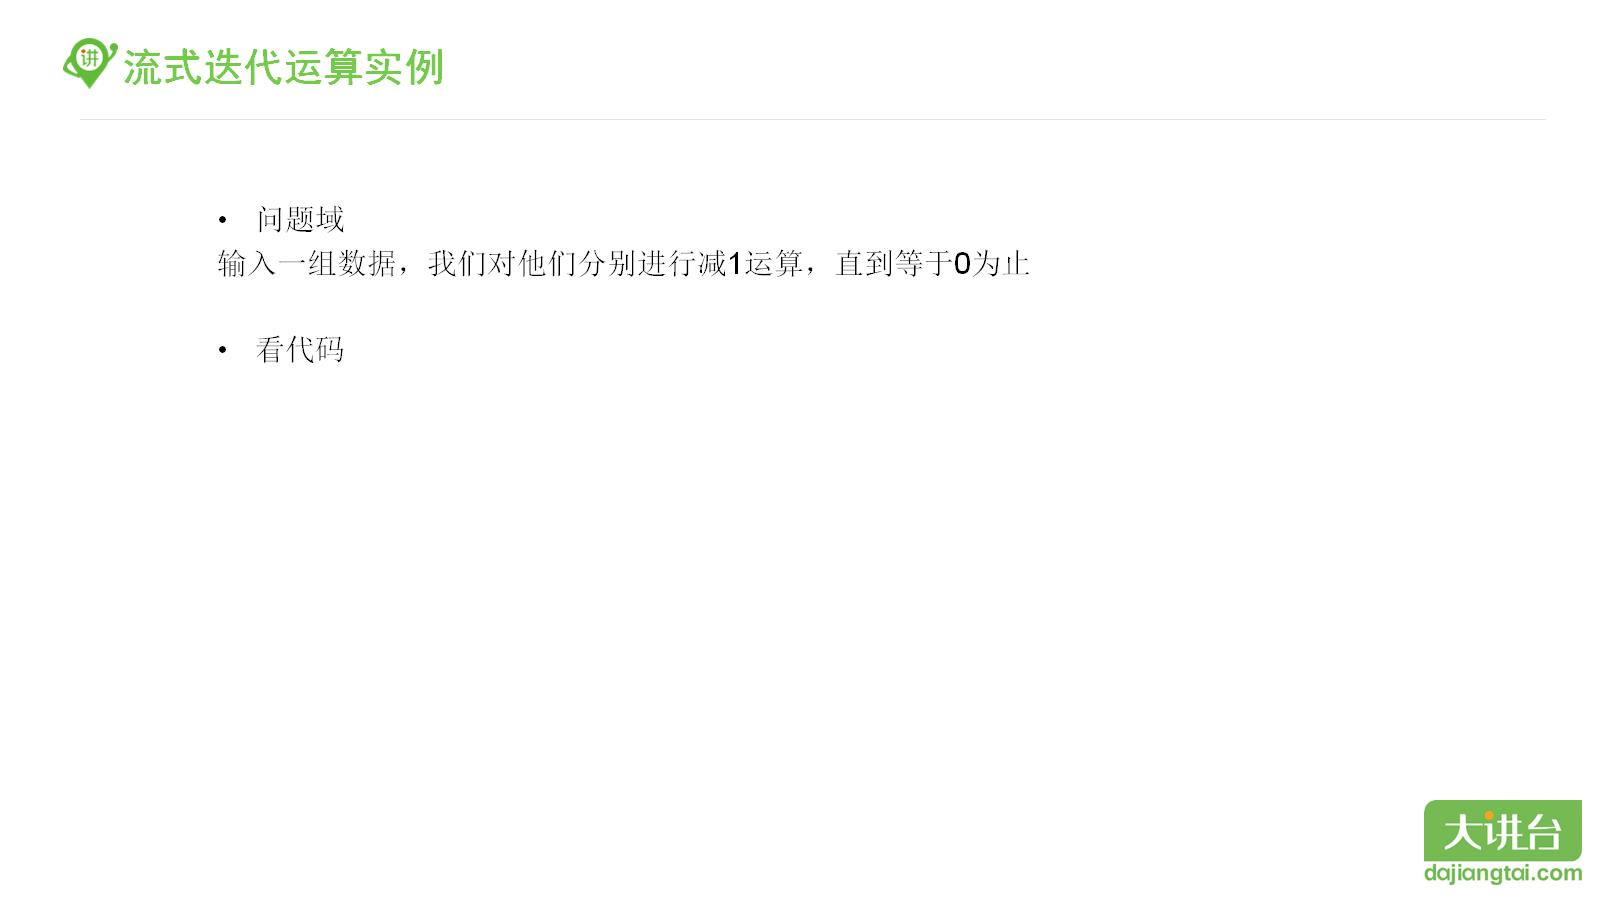 讲
流式迭代运算实例
• 问题域
输入一组数据，我们对他们分别进行减1运算，直到等于0为止
• 看代码
大讲台
dajiangtai.com